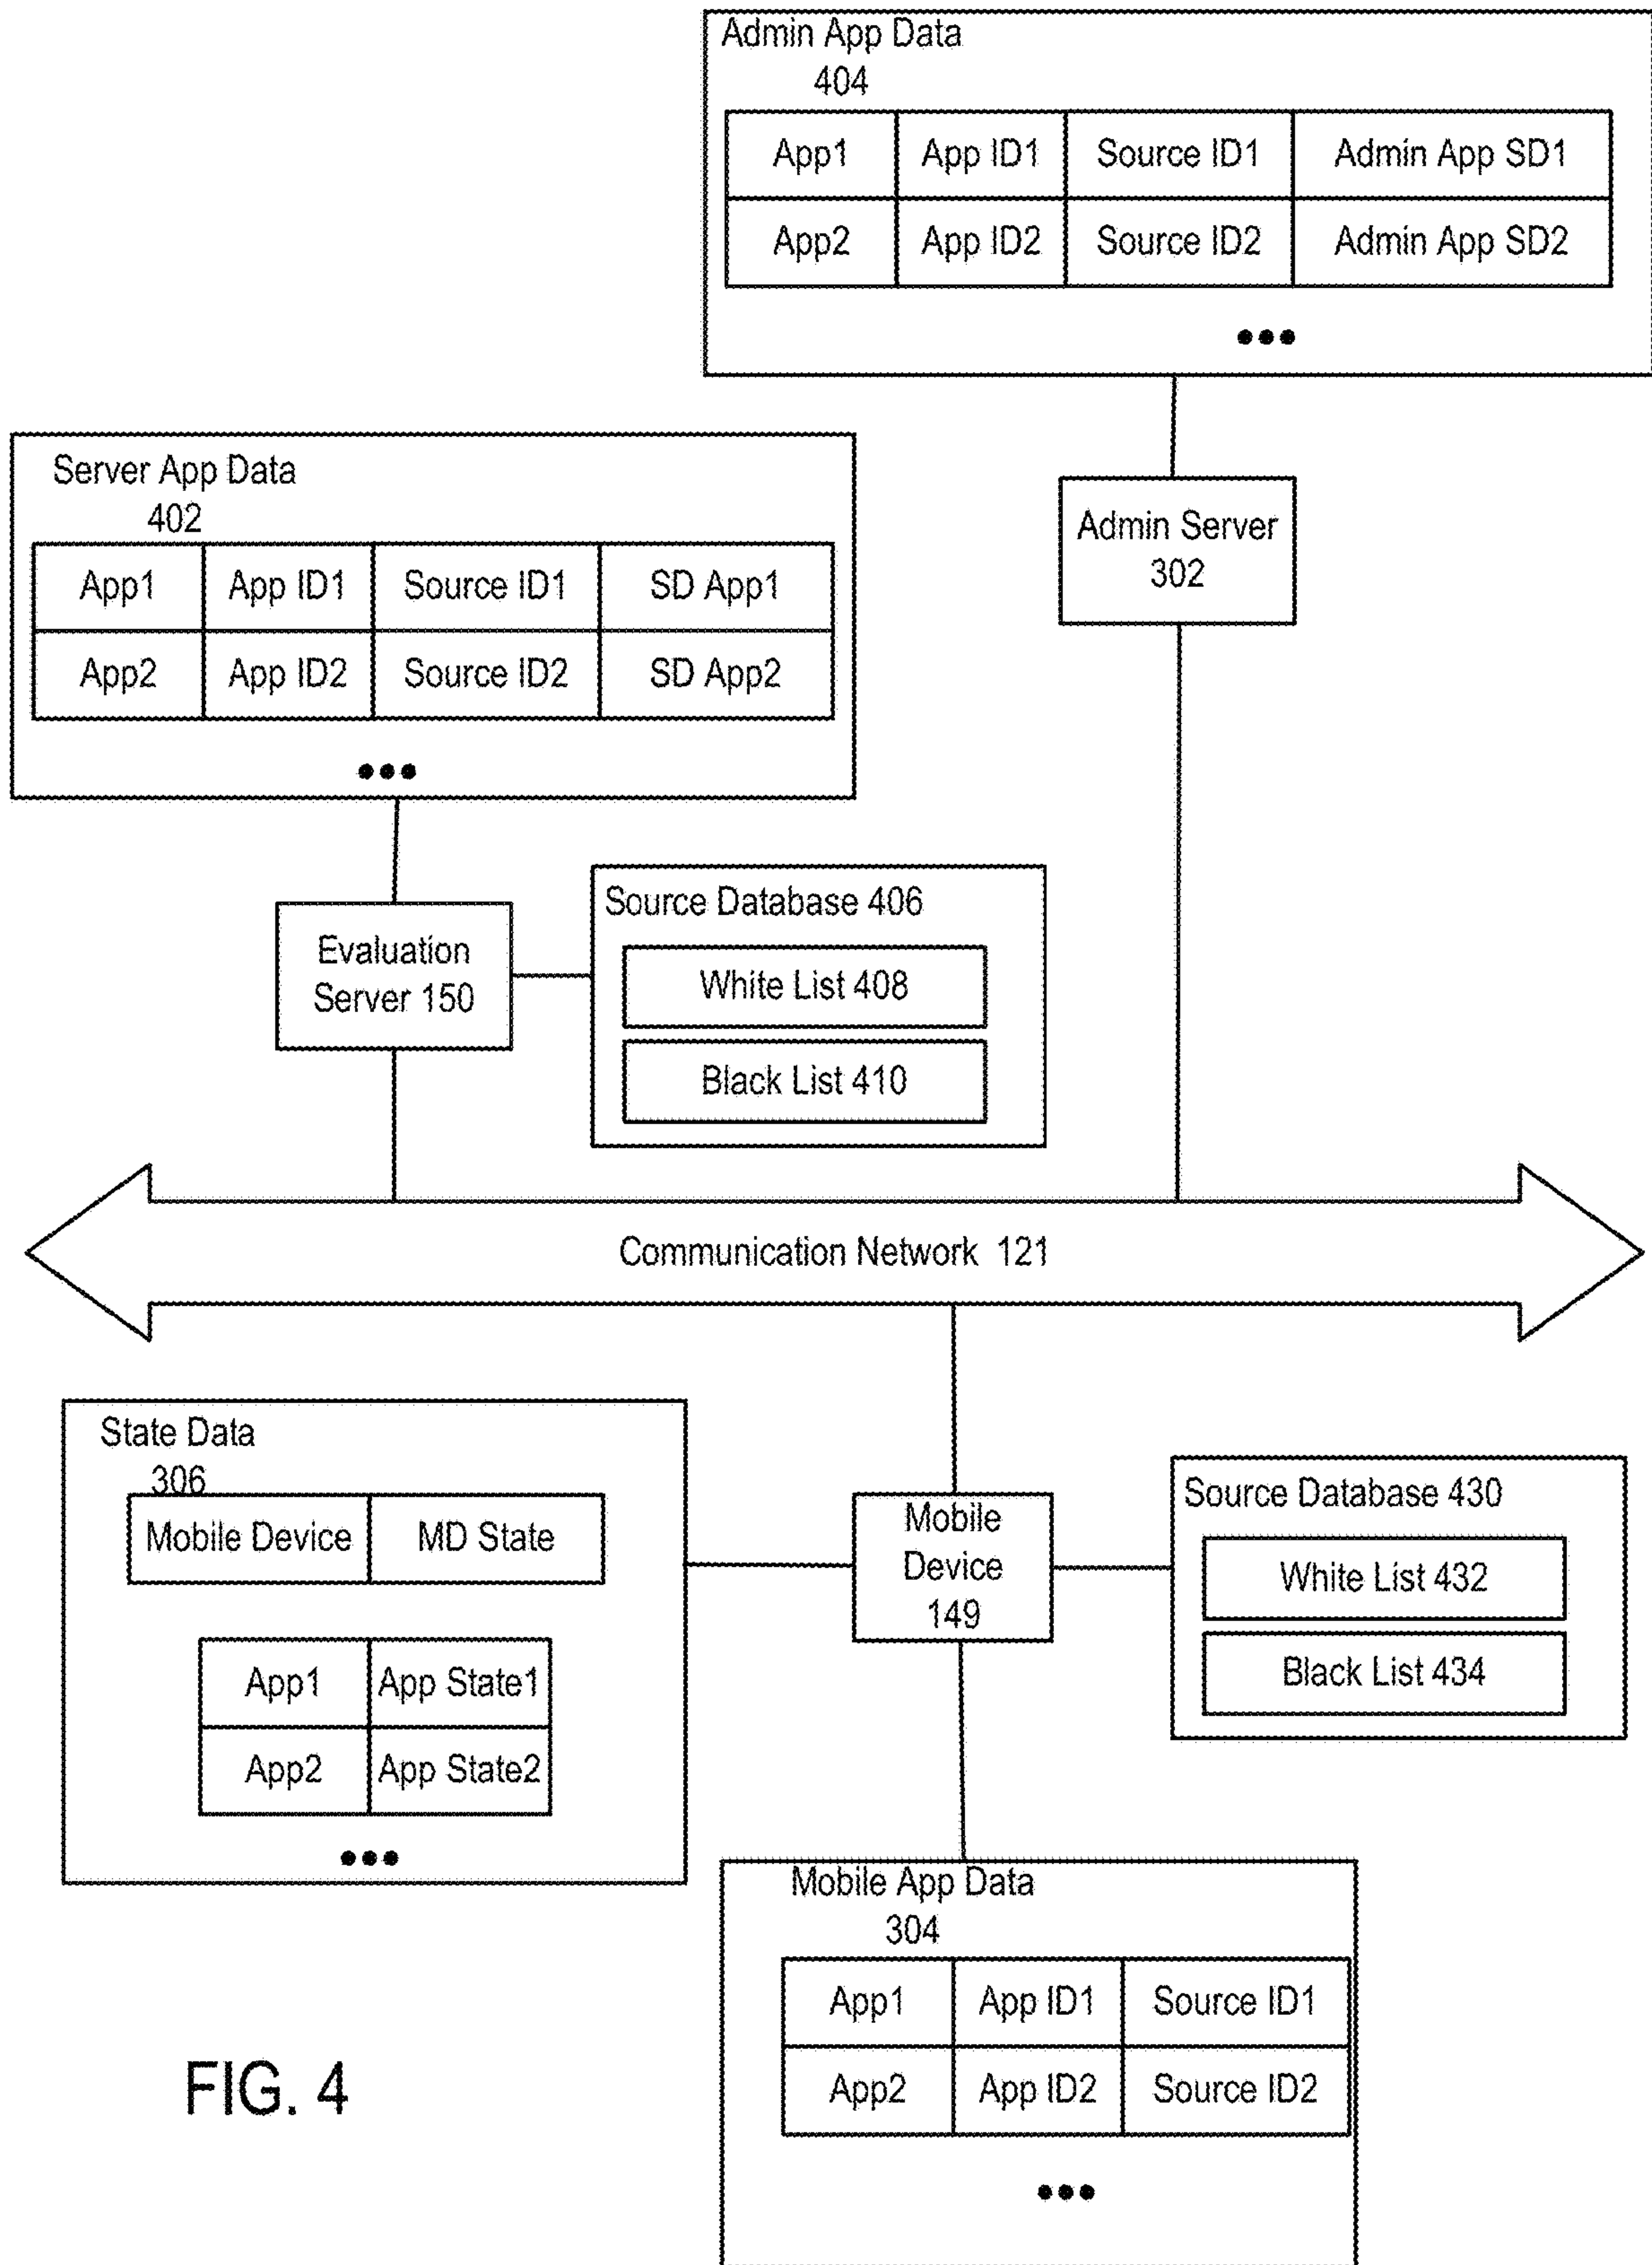 Admin App Data
404
App1 App ID1 Source ID1 Admin App SD1
App2 App ID2 Source ID2 Admin App SD2
Server App Data
402
App1 App ID1 Source ID1 SD App1
App2 App ID2 Source ID2 SD App2
Admin Server
302
Evaluation
Server 150
Source Database 406
White List 408
Black List 410
Communication Network 121
State Data
306
Mobile Device MD State
App1 App State1
App2 App State2
Mobile
Device
149
Source Database 430
White List 432
Black List 434
Mobile App Data
304
App1 App ID1 Source ID1
App2 App ID2 Source ID2
FIG. 4